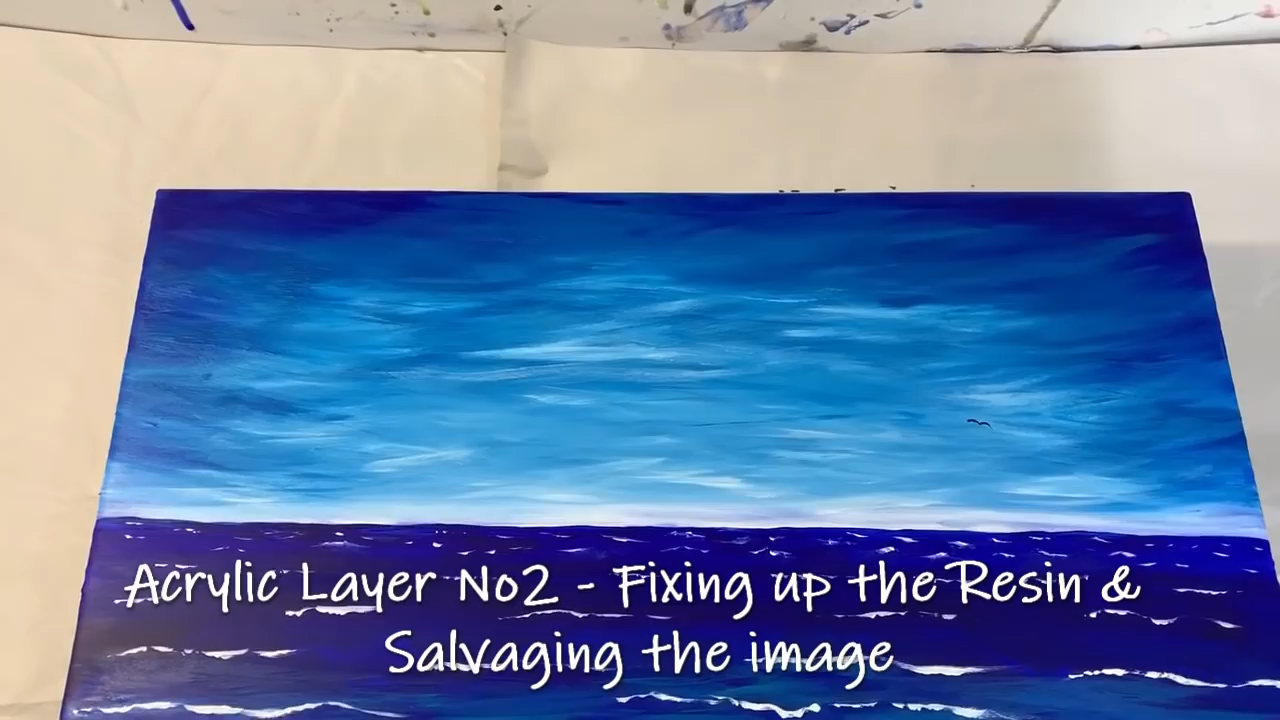 Acrylic Layer No2 - Fixing up the Resin &
Salvaging the image